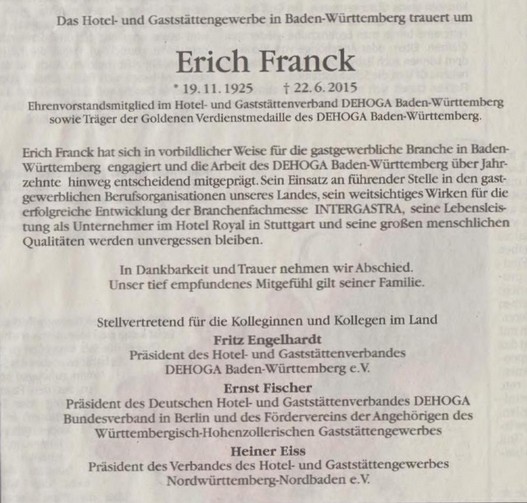 Das Hotel- und Gaststättengewerbe in Baden-Württemberg trauert um
Erich Franck
* 19.11.1925 † 22.6.2015
Ehrenvorstandsmitglied im Hotel- und Gaststättenverband DEHOGA Baden-Württemberg
sowie Träger der Goldenen Verdienstmedaille des DEHOGA Baden-Württemberg.
Erich Franck hat sich in vorbildlicher Weise für die gastgewerbliche Branche in Baden-
Württemberg engagiert und die Arbeit des DEHOGA Baden-Württemberg über Jahr-
zehnte hinweg entscheidend mitgeprägt. Sein Einsatz an führender Stelle in den gast-
gewerblichen Berufsorganisationen unseres Landes, sein weitsichtiges Wirken für die
erfolgreiche Entwicklung der Branchenfachmesse INTERGASTRA, seine Lebensleis-
tung als Unternehmer im Hotel Royal in Stuttgart und seine großen menschlichen
Qualitäten werden unvergessen bleiben.
In Dankbarkeit und Trauer nehmen wir Abschied.
Unser tief empfundenes Mitgefühl gilt seiner Familie.
Stellvertretend für die Kolleginnen und Kollegen im Land
Fritz Engelhardt
Präsident des Hotel- und Gaststättenverbandes
DEHOGA Baden-Württemberg e.V.
Ernst Fischer
Präsident des Deutschen Hotel- und Gaststättenverbandes DEHOGA
Bundesverband in Berlin und des Fördervereins der Angehörigen des
Württembergisch-Hohenzollerischen Gaststättengewerbes
Heiner Eiss
Präsident des Verbandes des Hotel- und Gaststättengewerbes
Nordwürttemberg-Nordbaden e.V.